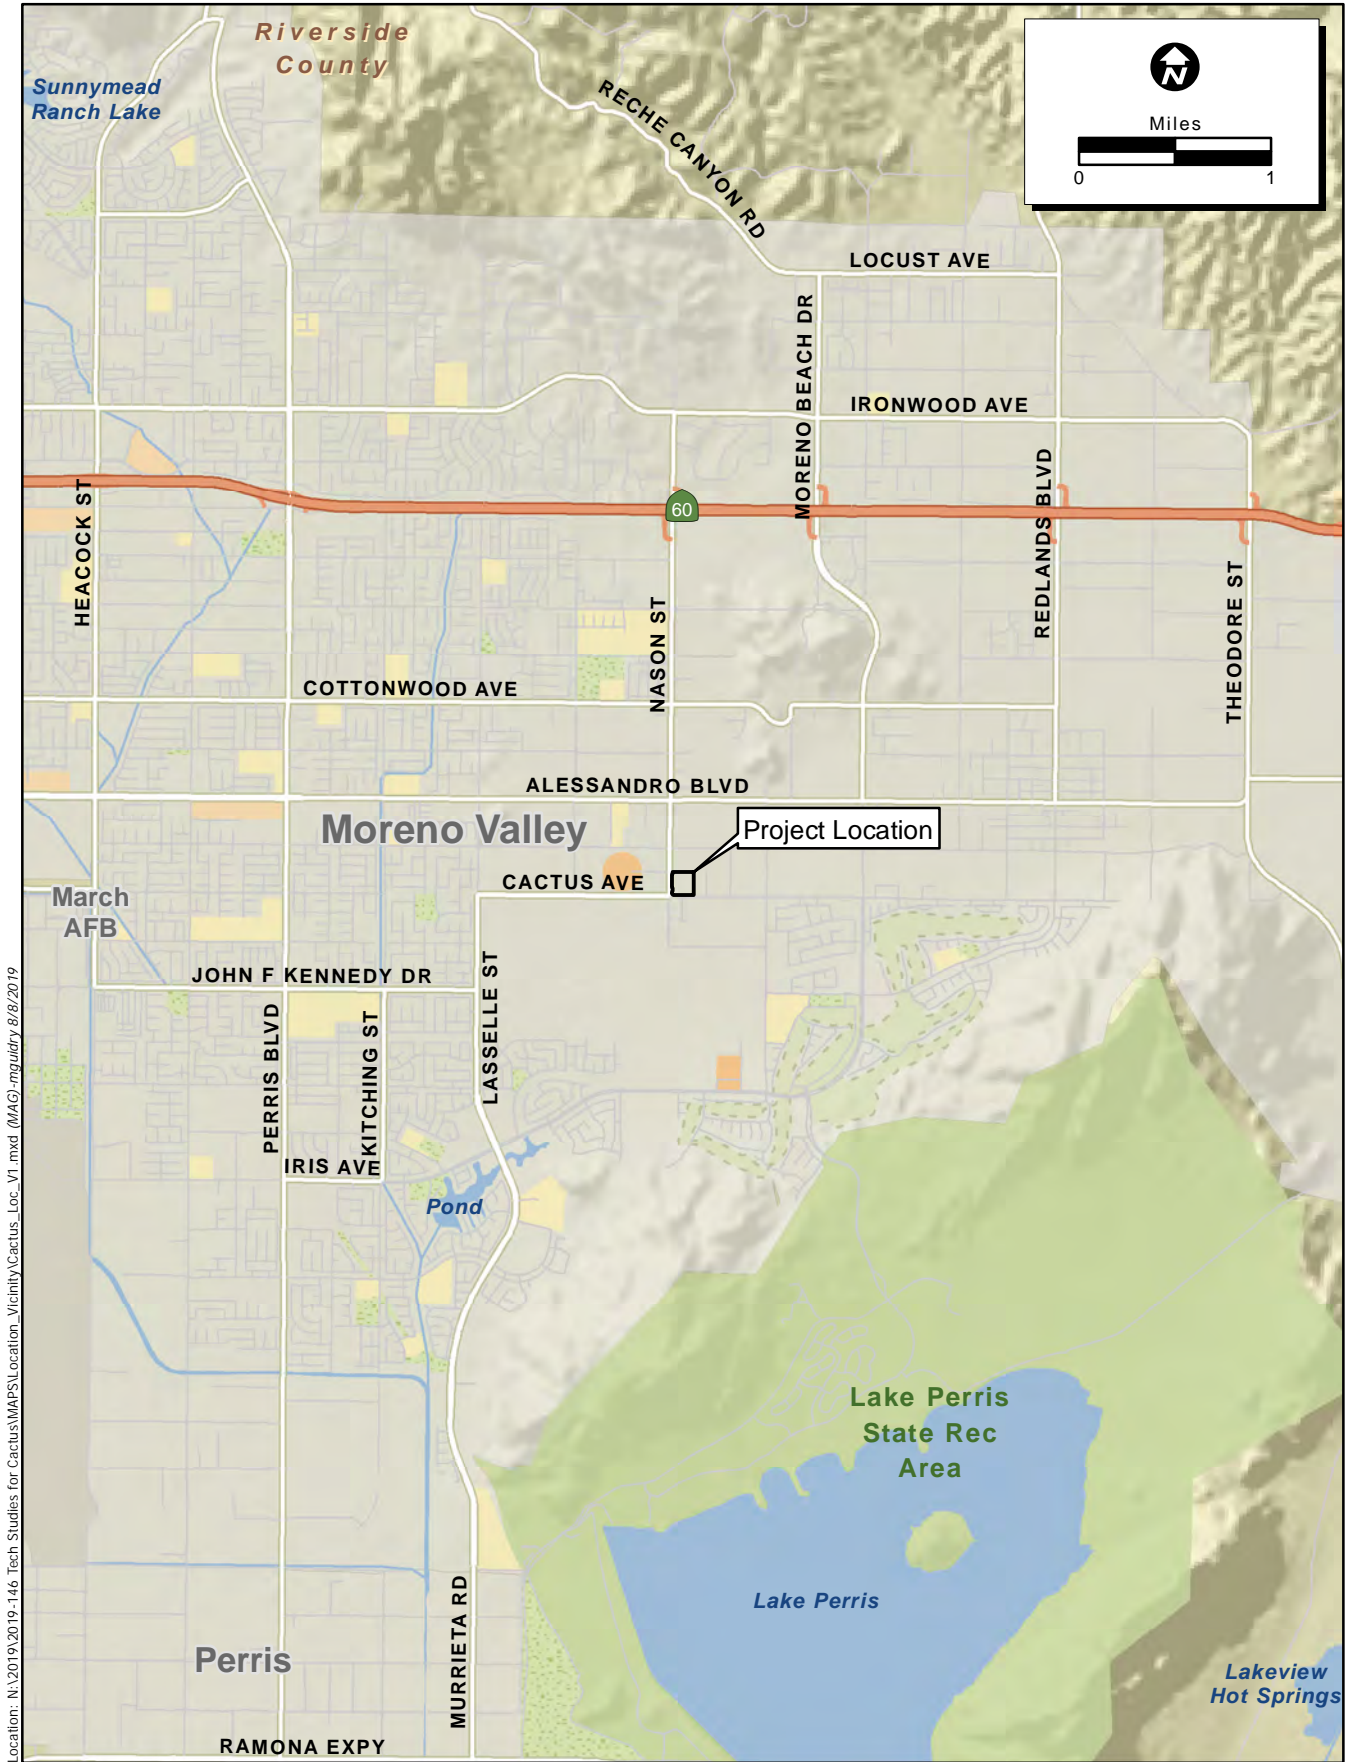 Riverside
County
Sunnymead
Ranch Lake
Miles
0 1
RECHE CANYON RD
LOCUST AVE
MORENO BEACH DR
IRONWOOD AVE
HEACOCK ST
60
REDLANDS BLVD
THEODORE ST
NASON ST
COTTONWOOD AVE
ALESSANDRO BLVD
Moreno Valley
Project Location
CACTUS AVE
March
AFB
JOHN F KENNEDY DR
LASSELLE ST
PERRIS BLVD
KITCHING ST
IRIS AVE
Pond
Lake Perris
State Rec
Area
Lake Perris
MURRIETA RD
Perris
Lakeview
Hot Springs
RAMONA EXPY
Location: N:\2019\2019-146 Tech Studies for Cactus\MAPS\Location_Vicinity\Cactus_Loc_V1.mxd (MAG)-mguidry 8/8/2019
N